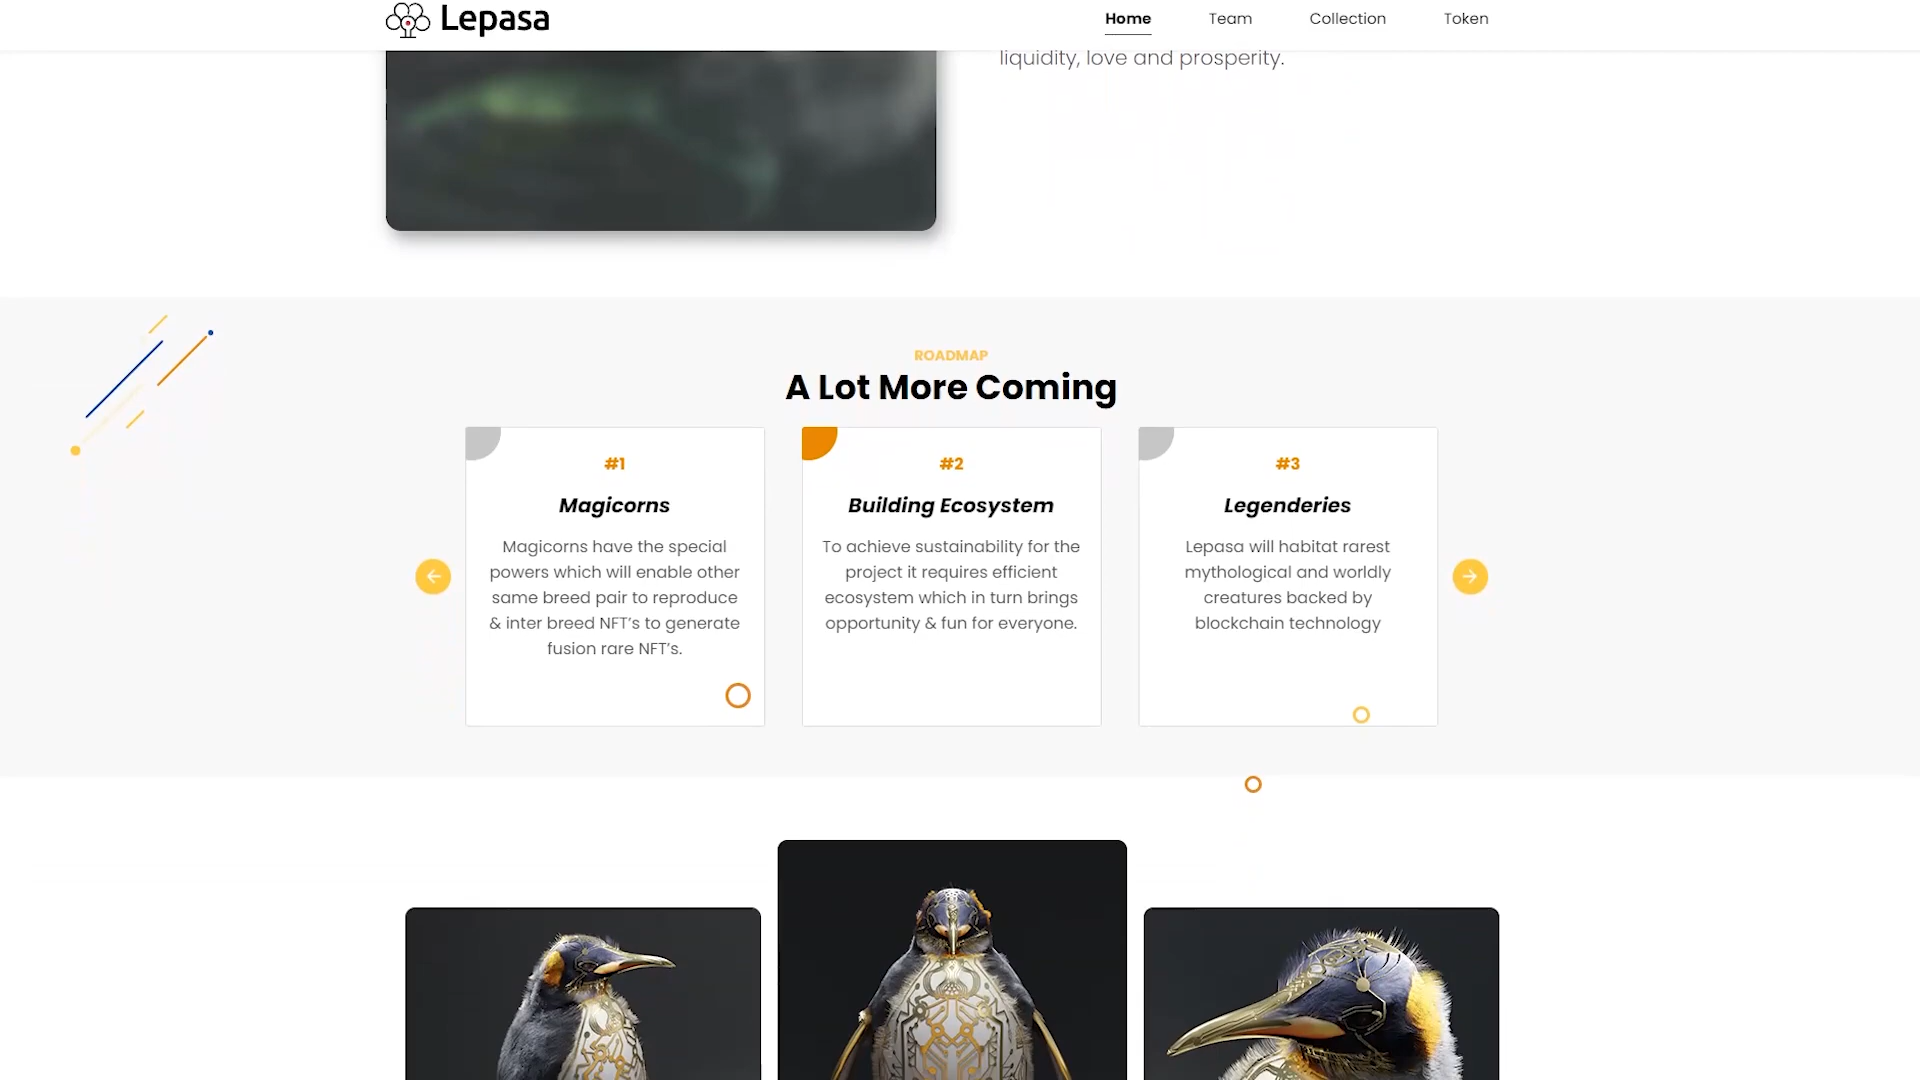 Lepasa
Home
Team
Collection
Token
liquidity, love and prosperity.
ROADMAP
A Lot More Coming
#1
Magicorns
Magicorns have the special
powers which will enable other
same breed pair to reproduce
& inter breed NFT’s to generate
fusion rare NFT’s.
#2
Building Ecosystem
To achieve sustainability for the
project it requires efficient
ecosystem which in turn brings
opportunity & fun for everyone.
#3
Legenderies
Lepasa will habitat rarest
mythological and worldly
creatures backed by
blockchain technology